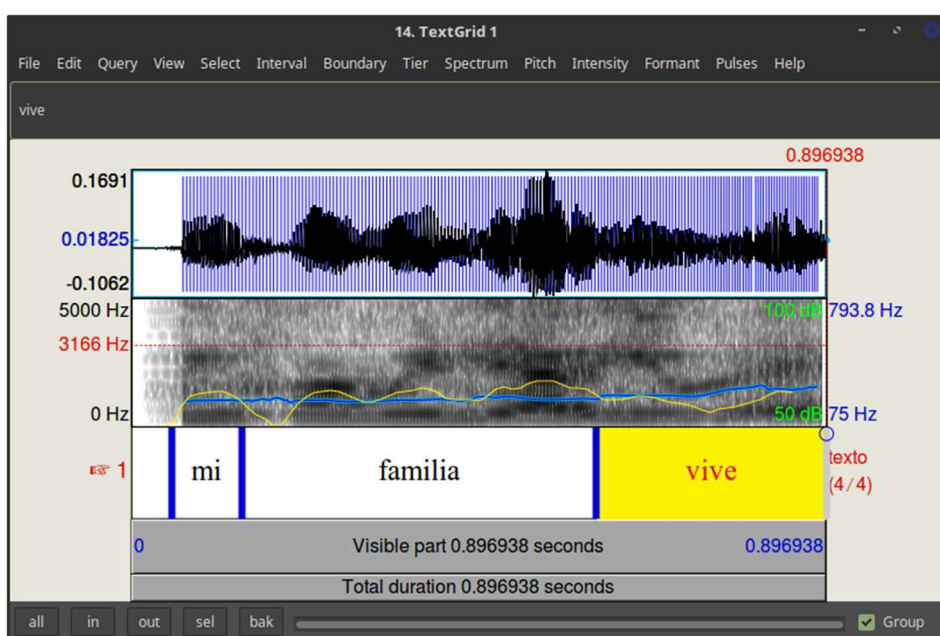 14. TextGrid 1
File Edit Query View Select Interval Boundary Tier Spectrum Pitch Intensity Formant Pulses Help
vive
0.896938
0.1691
0.01825
-0.1062
5000 Hz 100 dB 793.8 Hz
3166 Hz
0 Hz 50 dB 75 Hz
1 mi familia vive texto
(4/4)
0 Visible part 0.896938 seconds 0.896938
Total duration 0.896938 seconds
all in out sel bak Group